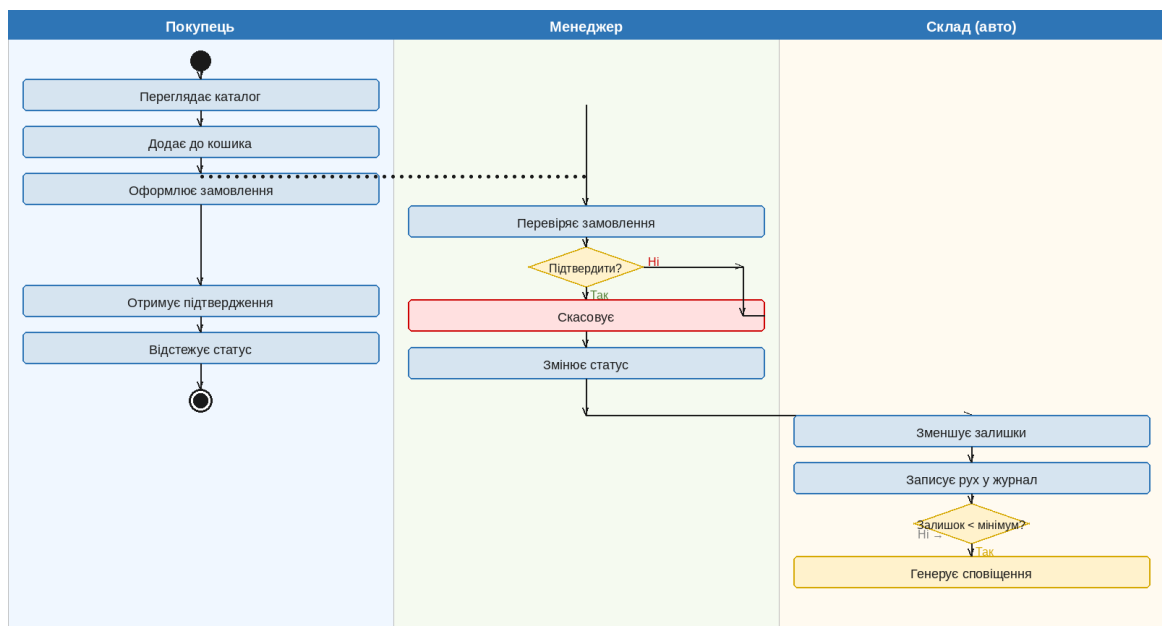 Покупець
Менеджер
Склад (авто)
Переглядає каталог
Додає до кошика
Оформлює замовлення
Перевіряє замовлення
Підтвердити?
Ні
Так
Отримує підтвердження
Скасовує
Відстежує статус
Змінює статус
Зменшує залишки
Записує рух у журнал
Залишок < мінімум?
Ні →
Так
Генерує сповіщення